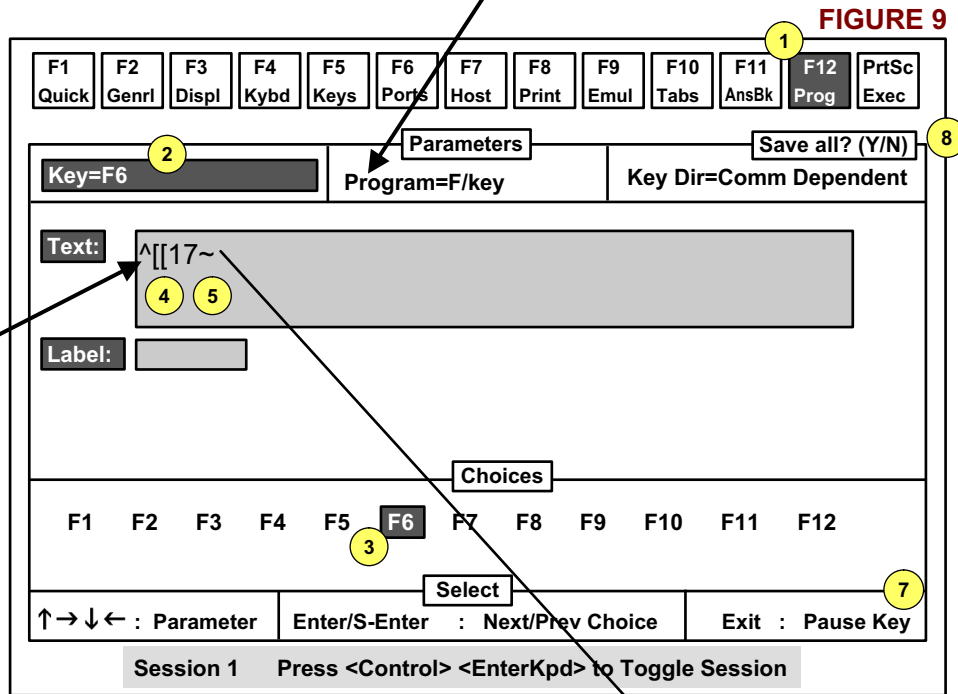 FIGURE 9
1
F1 F2 F3 F4 F5 F6 F7 F8 F9 F10 F11 F12 PrtSc
Quick Genrl Displ Kybd Keys Ports Host Print Emul Tabs AnsBk Prog Exec
Parameters
Save all? (Y/N)
8
2
Key=F6 Program=F/key Key Dir=Comm Dependent
Text: ^[[17~
4 5
Label:
Choices
F1 F2 F3 F4 F5 F6 F7 F8 F9 F10 F11 F12
3
Select
7
↑→↓← : Parameter Enter/S-Enter : Next/Prev Choice Exit : Pause Key
Session 1 Press <Control> <EnterKpd> to Toggle Session